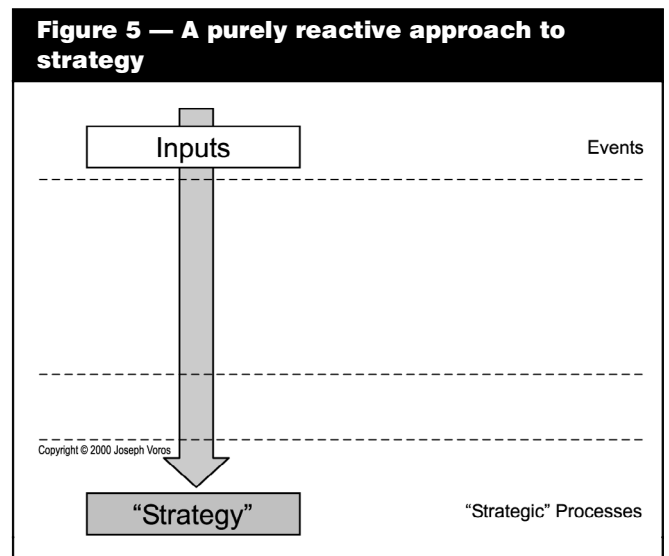 Figure 5 — A purely reactive approach to
strategy
Inputs
Events
Copyright © 2000 Joseph Voros
“Strategy”
“Strategic” Processes